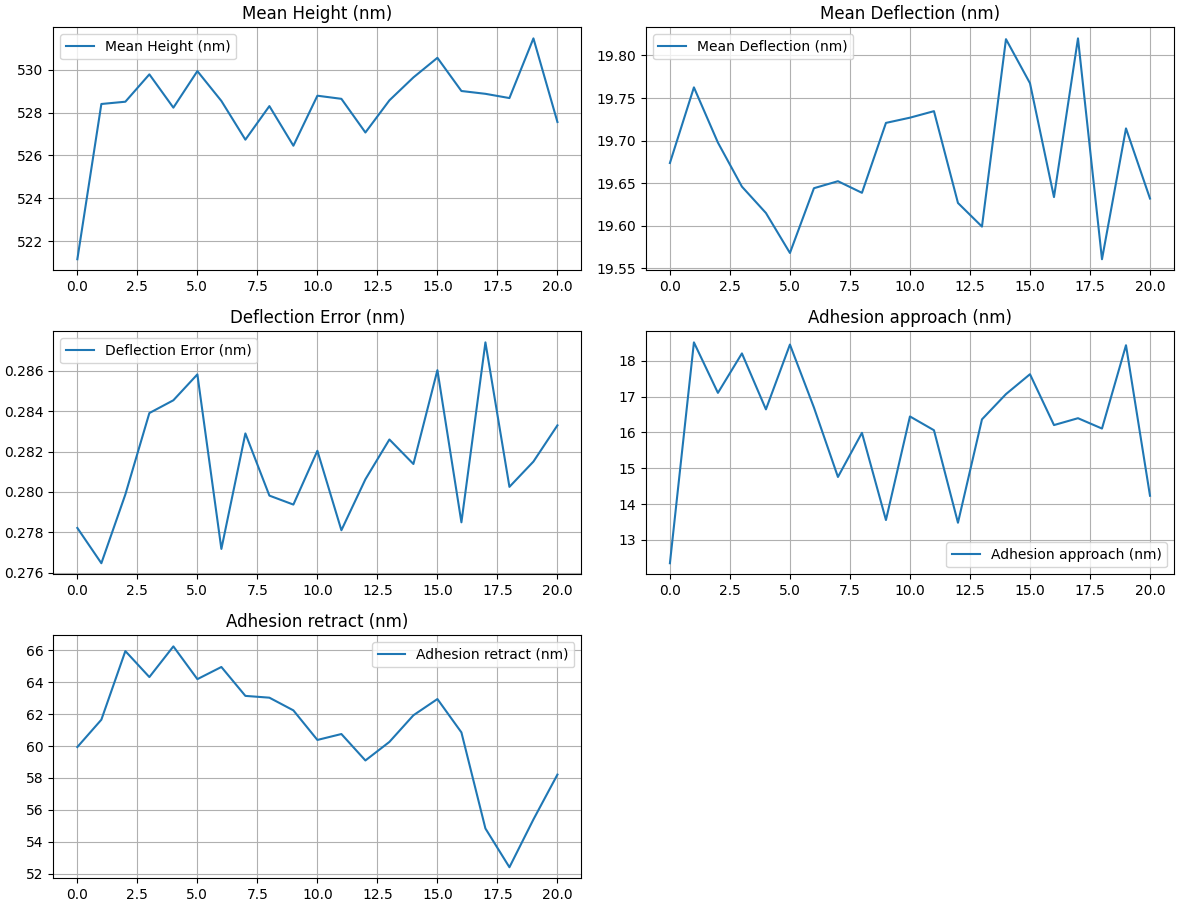 Mean Height (nm)
Mean Height (nm)
530
528
526
524
522
0.0 2.5 5.0 7.5 10.0 12.5 15.0 17.5 20.0
Mean Deflection (nm)
Mean Deflection (nm)
19.80
19.75
19.70
19.65
19.60
19.55
0.0 2.5 5.0 7.5 10.0 12.5 15.0 17.5 20.0
Deflection Error (nm)
Deflection Error (nm)
0.286
0.284
0.282
0.280
0.278
0.276
0.0 2.5 5.0 7.5 10.0 12.5 15.0 17.5 20.0
Adhesion approach (nm)
18
17
16
15
14
13
Adhesion approach (nm)
0.0 2.5 5.0 7.5 10.0 12.5 15.0 17.5 20.0
Adhesion retract (nm)
Adhesion retract (nm)
66
64
62
60
58
56
54
52
0.0 2.5 5.0 7.5 10.0 12.5 15.0 17.5 20.0